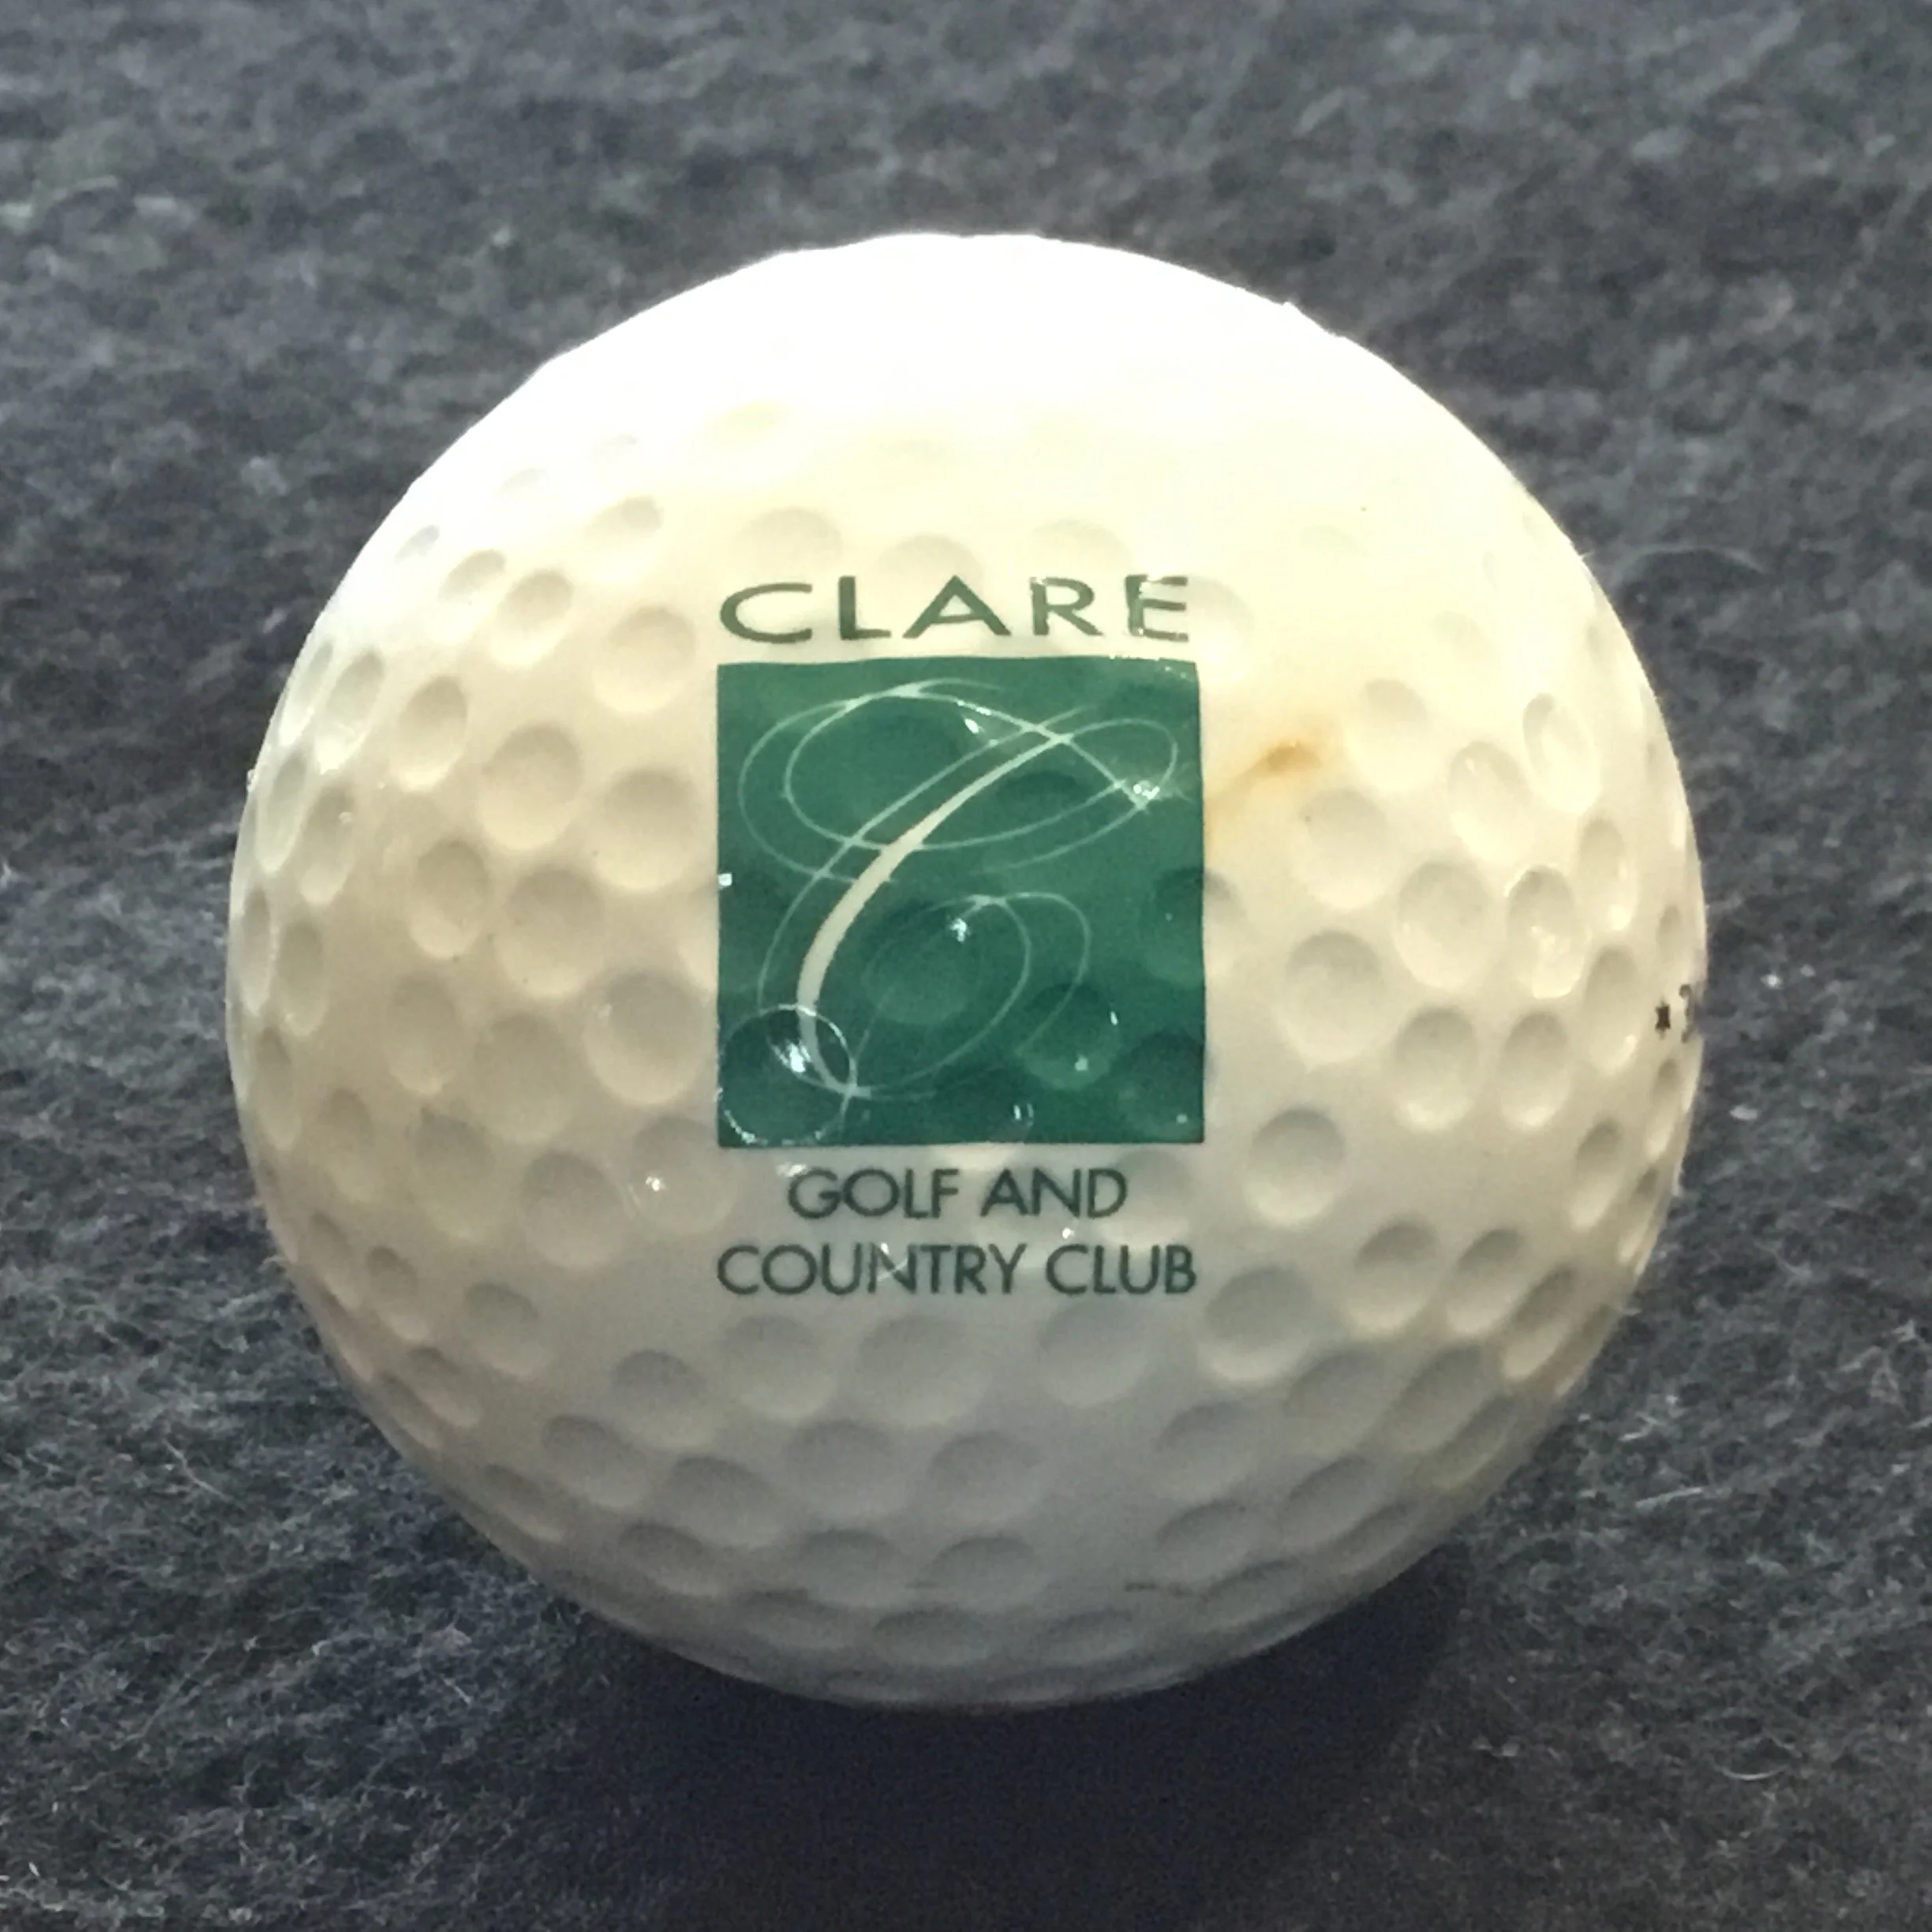 CLARE
C
GOLF AND
COUNTRY CLUB